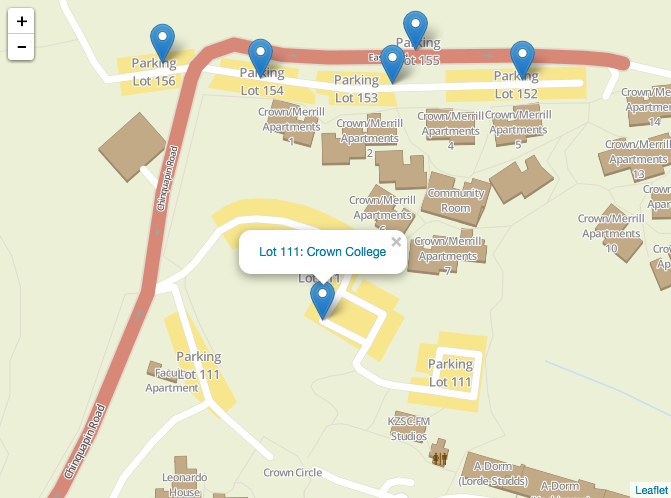 +
−
Parking
Lot 155
Parking
Lot 156
Parking
Lot 154
Parking
Lot 153
Parking
Lot 152
Crown/Merrill
Apartments
1
Crown/Merrill
Apartments
2
Crown/Merrill
Apartments
4
Crown/Merrill
Apartments
5
Apartments
14
Crown/Merrill
Apartments
13
Chinquapin Road
Crown/Merrill
Apartments
Community
Room
Crown/Merrill
Apartments
10
Crown/Merrill
Apartments
7
Lot 111: Crown College
×
Parking
Lot 111
Apartment
Parking
Lot 111
Chinquapin Road
KZSC FM
Studios
Crown Circle
Leonardo
House
A Dorm
(Lorde Studds)
A-Dorm
Leaflet